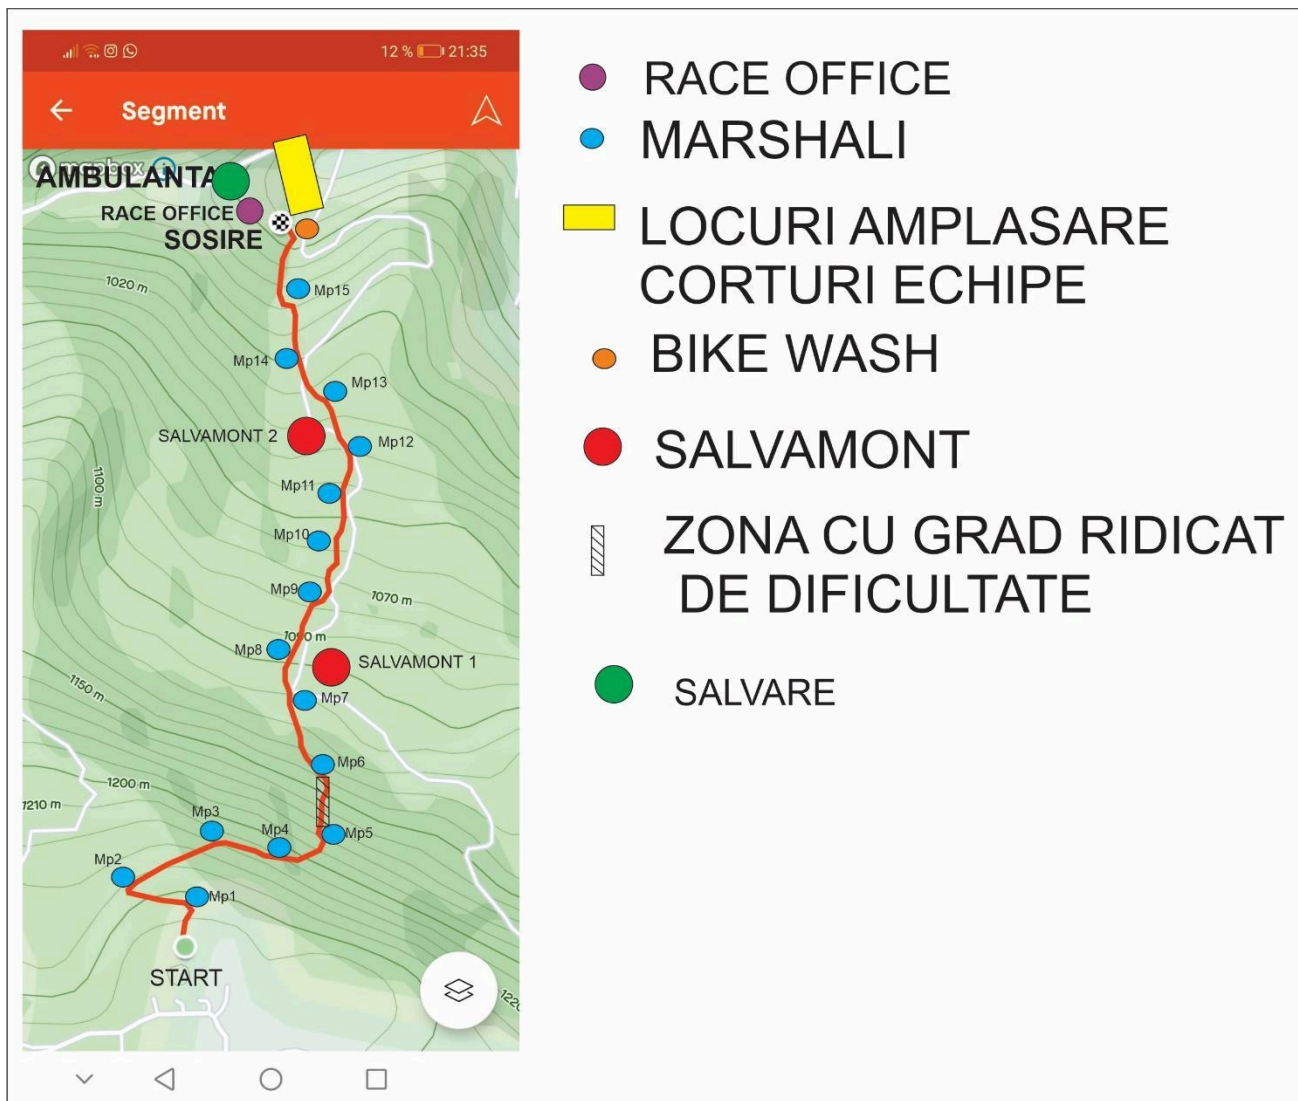 12 % 21:35
Segment
mapbox
AMBULANTA
RACE OFFICE
SOSIRE
1020 m
Mp15
Mp14
Mp13
SALVAMONT 2
Mp12
1100 m
Mp11
Mp10
Mp9
1070 m
1090 m
Mp8
SALVAMONT 1
1150 m
Mp7
Mp6
1200 m
1210 m
Mp3
Mp4
Mp5
Mp2
Mp1
START
RACE OFFICE
MARSHALI
LOCURI AMPLASARE
CORTURI ECHIPE
BIKE WASH
SALVAMONT
ZONA CU GRAD RIDICAT
DE DIFICULTATE
SALVARE